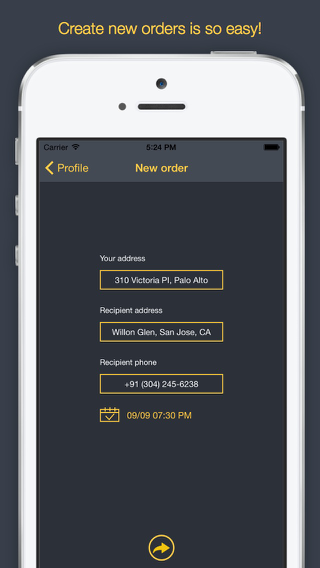 Create new orders is so easy!
Carrier 5:24 PM
Profile New order
Your address
310 Victoria Pl, Palo Alto
Recipient address
Willon Glen, San Jose, CA
Recipient phone
+91 (304) 245-6238
09/09 07:30 PM